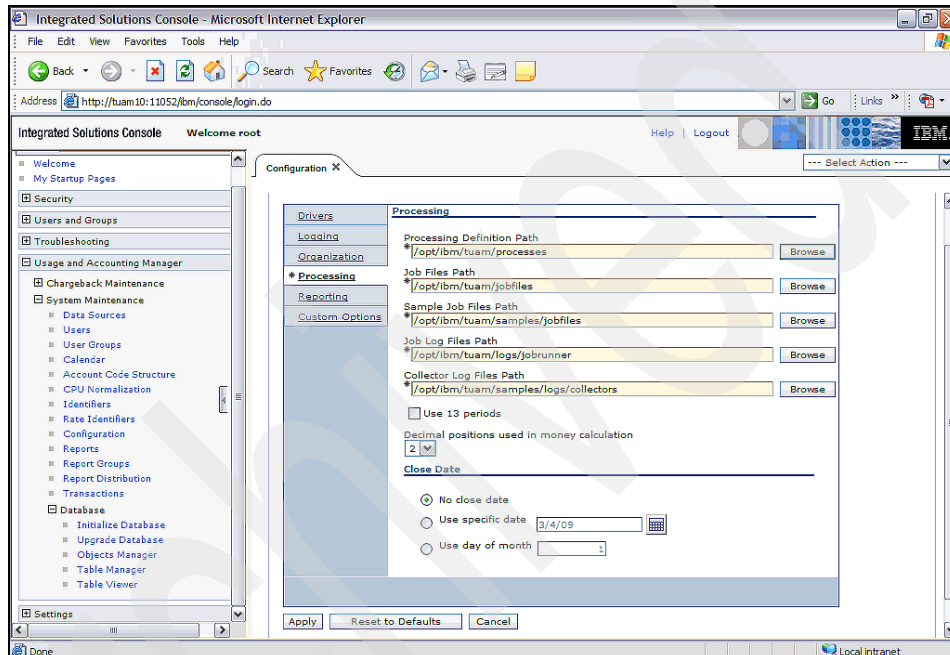 Integrated Solutions Console - Microsoft Internet Explorer
File Edit View Favorites Tools Help
Back Search Favorites
Address http://tuam10:11052/ibm/console/login.do Go Links »
Integrated Solutions Console Welcome root Help | Logout IBM.
Welcome
My Startup Pages
Security
Users and Groups
Troubleshooting
Usage and Accounting Manager
Chargeback Maintenance
System Maintenance
Data Sources
Users
User Groups
Calendar
Account Code Structure
CPU Normalization
Identifiers
Rate Identifiers
Configuration
Reports
Report Groups
Report Distribution
Transactions
Database
Initialize Database
Upgrade Database
Objects Manager
Table Manager
Table Viewer
Settings
Configuration X
--- Select Action ---
Drivers
Logging
Organization
* Processing
Reporting
Custom Options
Processing
Processing Definition Path
* /opt/ibm/tuam/processes Browse
Job Files Path
* /opt/ibm/tuam/jobfiles Browse
Sample Job Files Path
* /opt/ibm/tuam/samples/jobfiles Browse
Job Log Files Path
* /opt/ibm/tuam/logs/jobrunner Browse
Collector Log Files Path
* /opt/ibm/tuam/samples/logs/collectors Browse
Use 13 periods
Decimal positions used in money calculation
2
Close Date
No close date
Use specific date 3/4/09
Use day of month 1
Apply Reset to Defaults Cancel
Done Local intranet